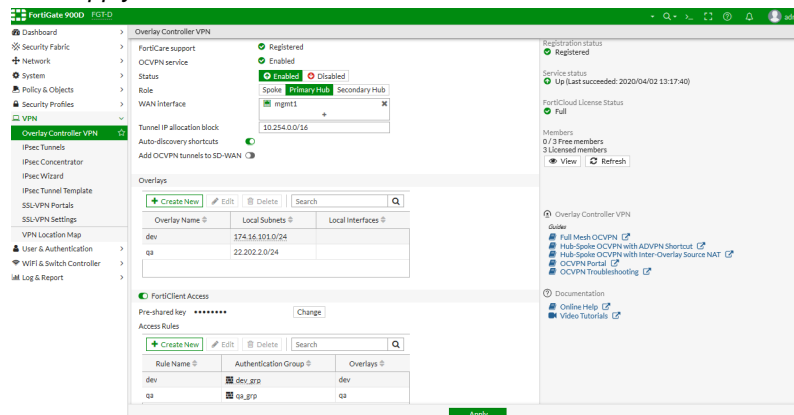 FortiGate 900D FGT-D
Dashboard
Security Fabric
Network
System
Policy & Objects
Security Profiles
VPN
Overlay Controller VPN
IPsec Tunnels
IPsec Concentrator
IPsec Wizard
IPsec Tunnel Template
SSL-VPN Portals
SSL-VPN Settings
VPN Location Map
User & Authentication
WiFi & Switch Controller
Log & Report
Overlay Controller VPN
FortiCare support Registered
OCVPN service Enabled
Status Enabled Disabled
Role Spoke Primary Hub Secondary Hub
WAN interface mgmt1
+
Tunnel IP allocation block 10.254.0.0/16
Auto-discovery shortcuts
Add OCVPN tunnels to SD-WAN
Overlays
+ Create New Edit Delete Search
Overlay Name Local Subnets Local Interfaces
dev 174.16.101.0/24
qa 22.202.2.0/24
FortiClient Access
Pre-shared key •••••••• Change
Access Rules
+ Create New Edit Delete Search
Rule Name Authentication Group Overlays
dev dev_grp dev
qa qa_grp qa
Apply
Registration status
Registered
Service status
Up (Last succeeded: 2020/04/02 13:17:40)
FortiCloud License Status
Full
Members
0 / 3 Free members
3 Licensed members
View Refresh
Overlay Controller VPN
Guides
Full Mesh OCVPN
Hub-Spoke OCVPN with ADVPN Shortcut
Hub-Spoke OCVPN with Inter-Overlay Source NAT
OCVPN Portal
OCVPN Troubleshooting
Documentation
Online Help
Video Tutorials